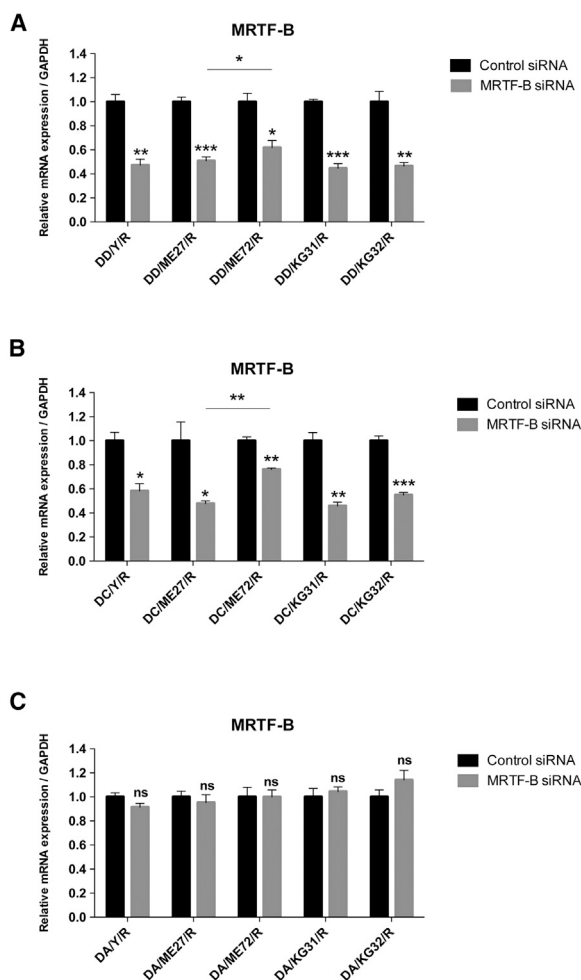 A
MRTF-B
Relative mRNA expression / GAPDH
1.4
1.2
1.0
0.8
0.6
0.4
0.2
0.0
*
** *** * *** **
DD/Y/R
DD/ME27/R
DD/ME72/R
DD/KG31/R
DD/KG32/R
Control siRNA
MRTF-B siRNA
B
MRTF-B
Relative mRNA expression / GAPDH
1.4
1.2
1.0
0.8
0.6
0.4
0.2
0.0
**
* * ** ** ***
DC/Y/R
DC/ME27/R
DC/ME72/R
DC/KG31/R
DC/KG32/R
Control siRNA
MRTF-B siRNA
C
MRTF-B
Relative mRNA expression / GAPDH
1.4
1.2
1.0
0.8
0.6
0.4
0.2
0.0
ns ns ns ns ns
DA/Y/R
DA/ME27/R
DA/ME72/R
DA/KG31/R
DA/KG32/R
Control siRNA
MRTF-B siRNA